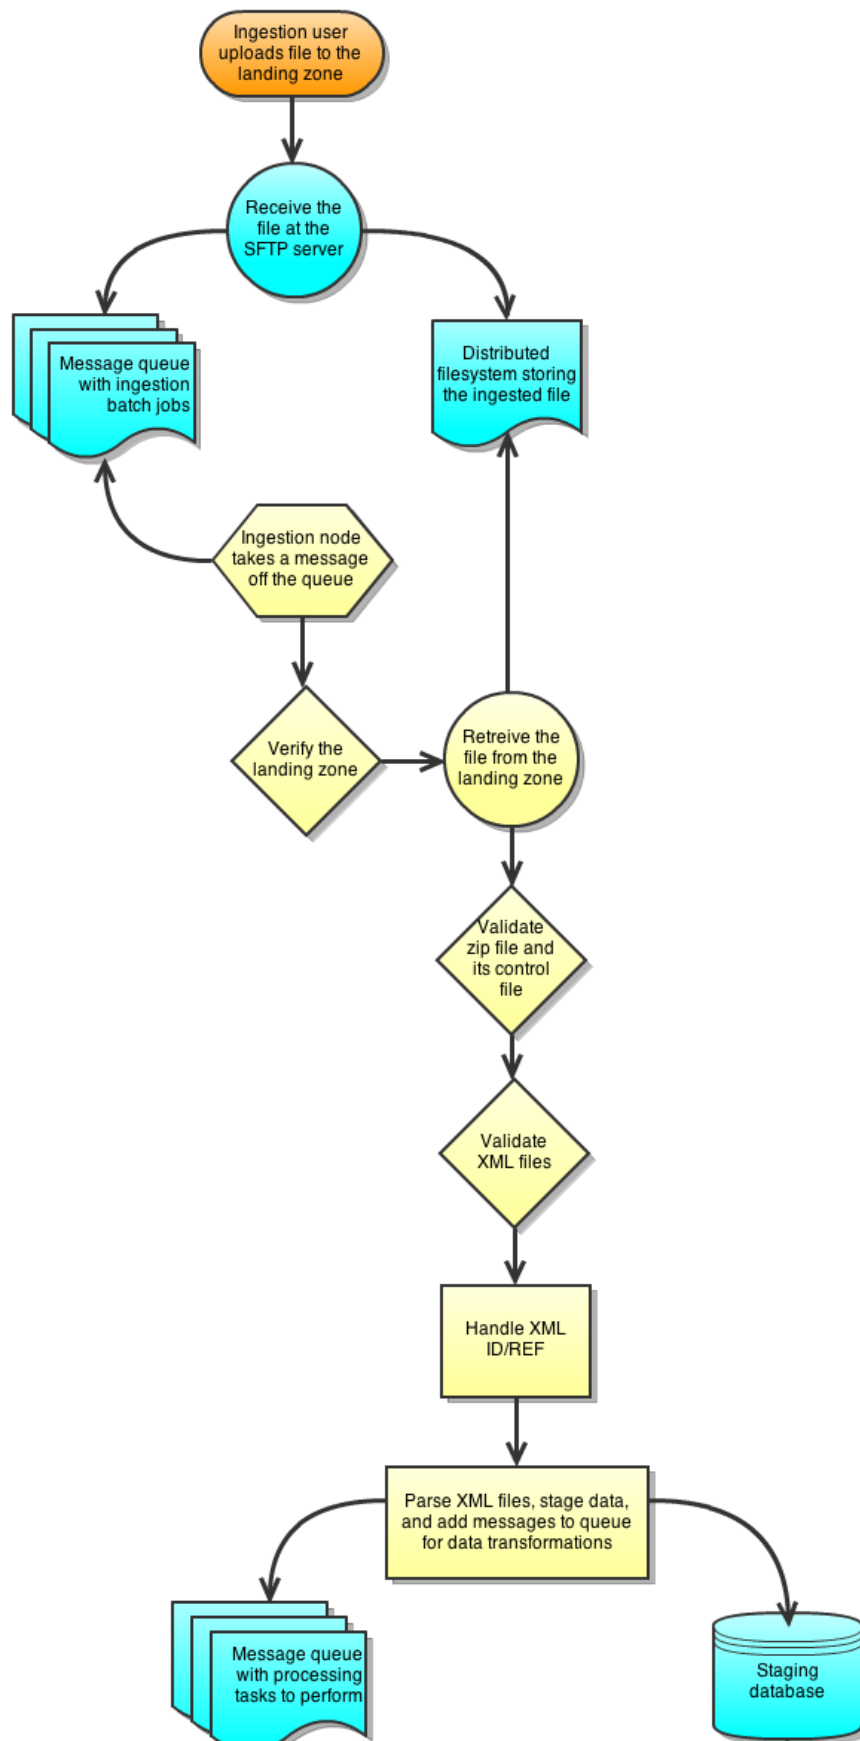 Ingestion user
uploads file to the
landing zone
Receive the
file at the
SFTP server
Message queue
with ingestion
batch jobs
Distributed
filesystem storing
the ingested file
Ingestion node
takes a message
off the queue
Verify the
landing zone
Retreive the
file from the
landing zone
Validate
zip file and
its control
file
Validate
XML files
Handle XML
ID/REF
Parse XML files, stage data,
and add messages to queue
for data transformations
Message queue
with processing
tasks to perform
Staging
database